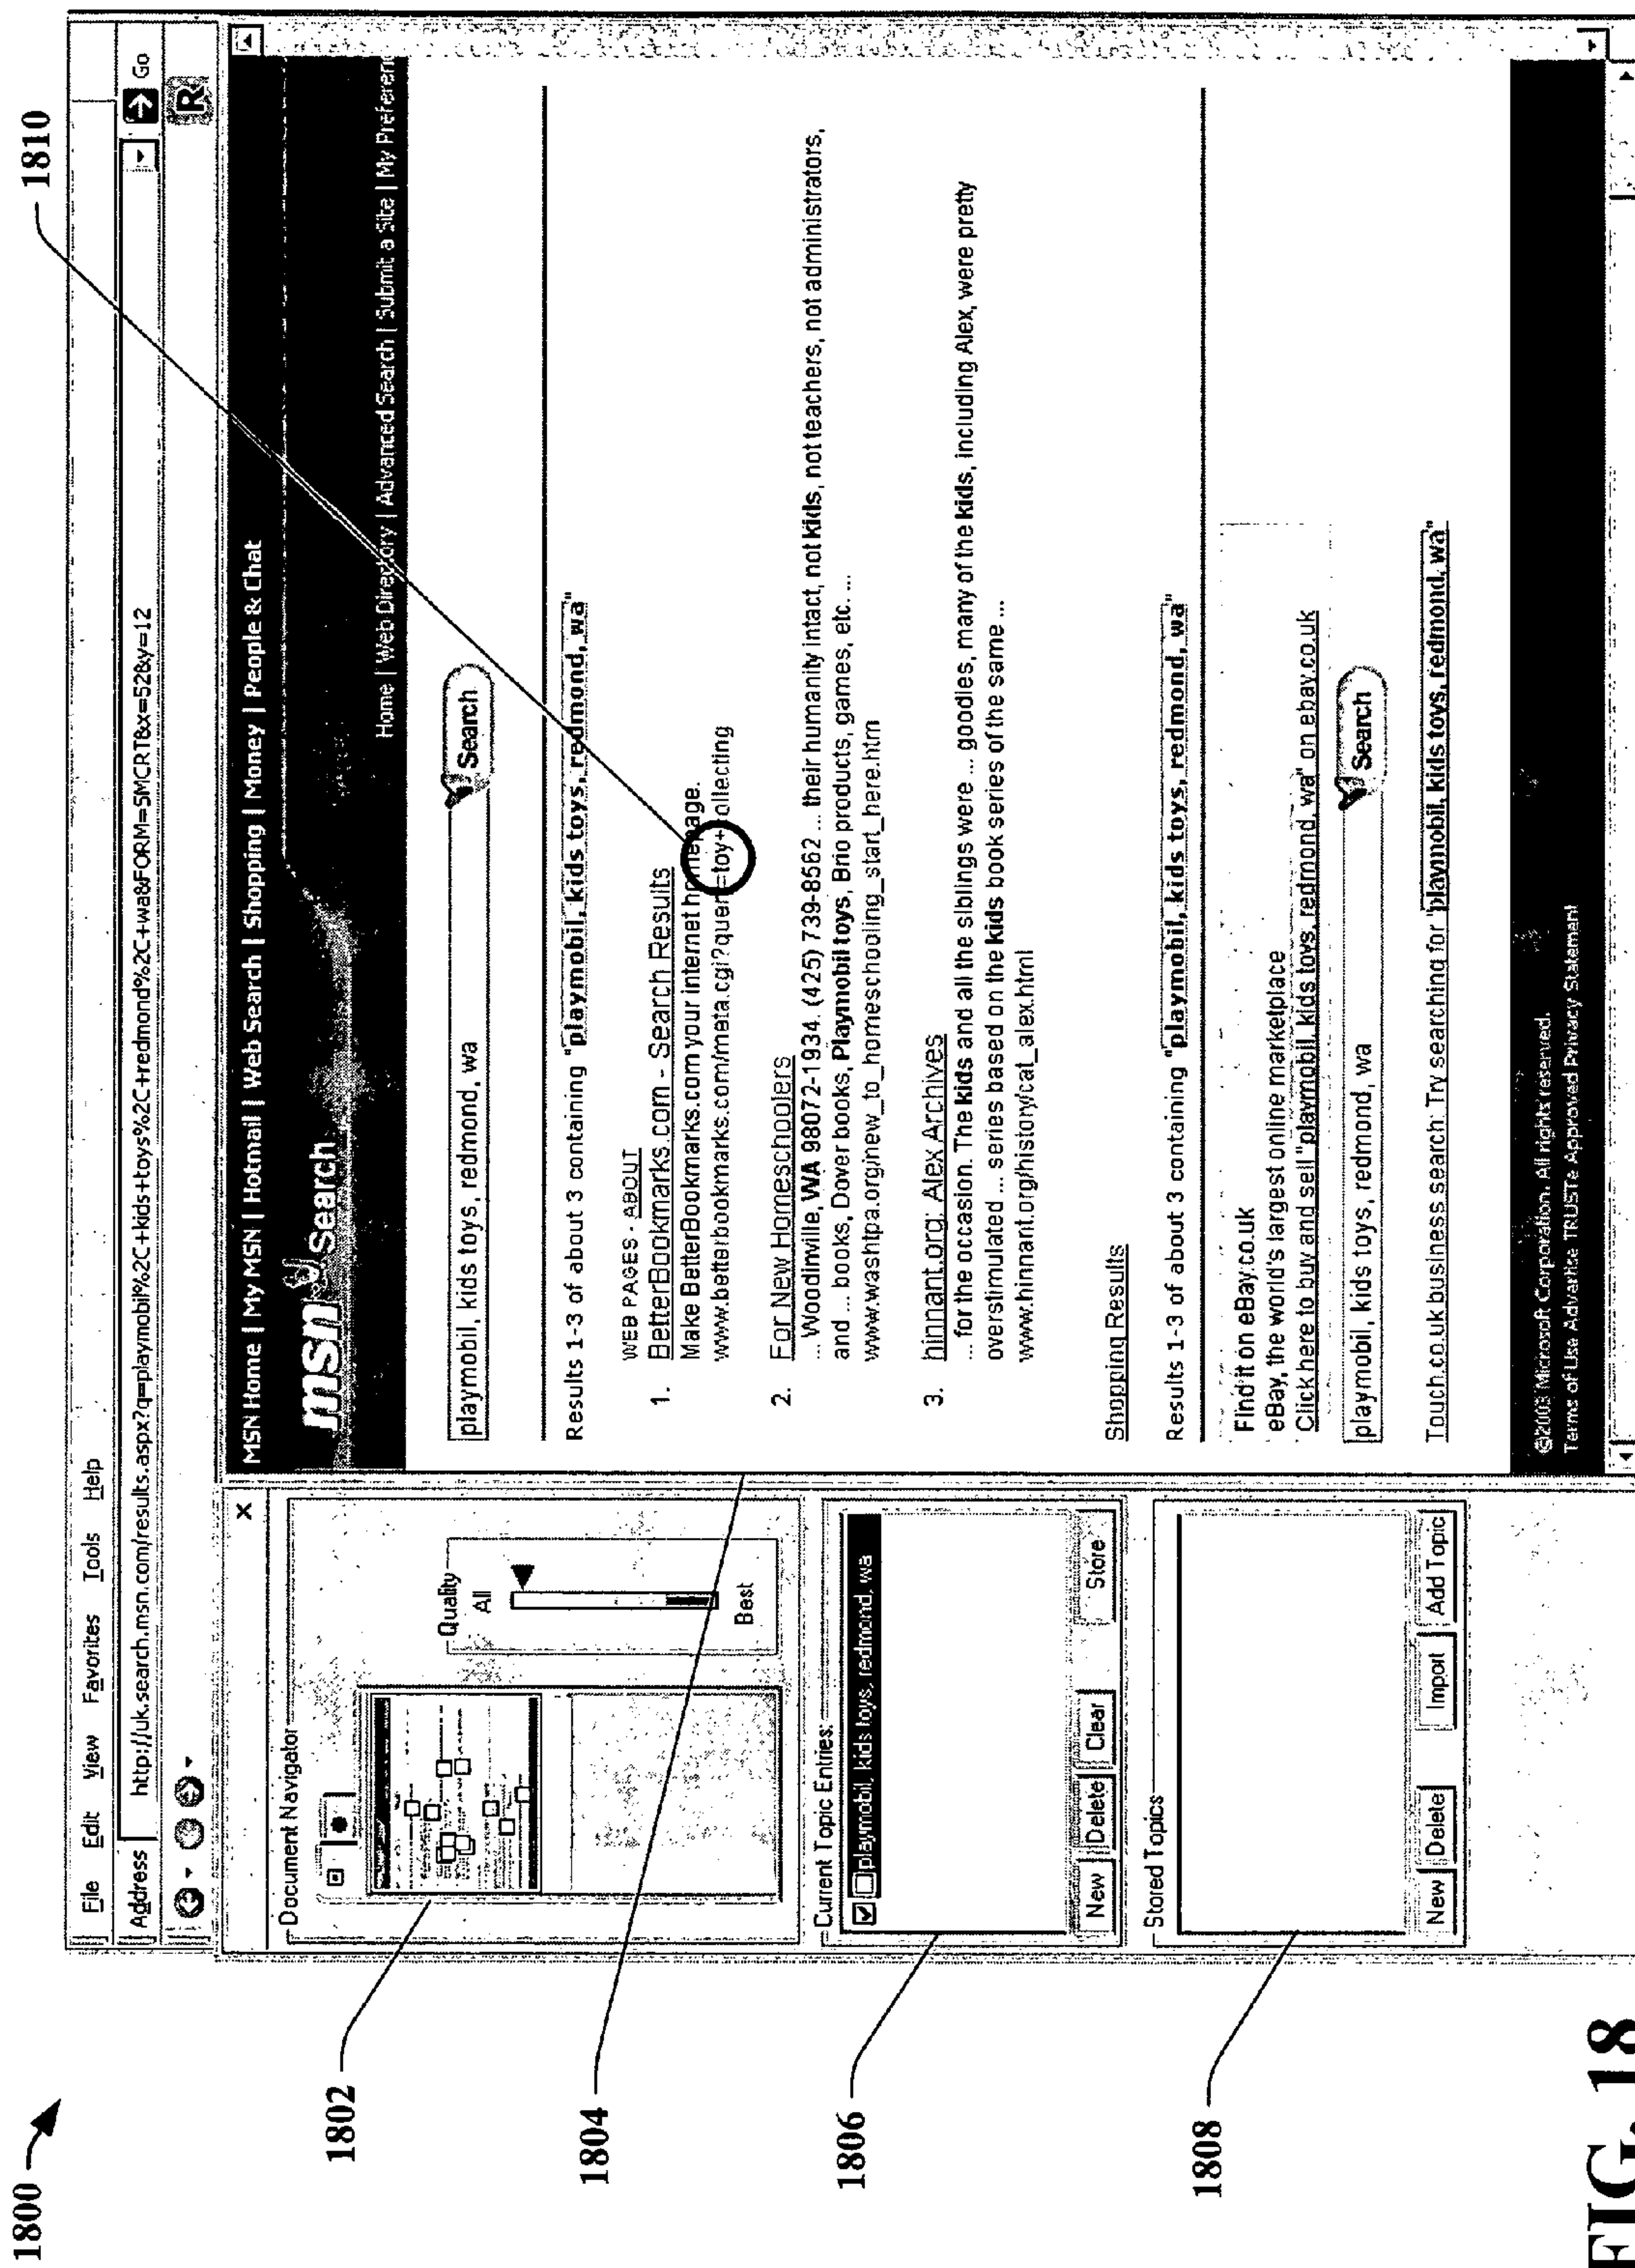 1800
1810
File Edit View Favorites Tools Help
Address http://uk.search.msn.com/results.aspx?q=playmobil%2C+kids+toys%2C+redmond%2C+wa&FORM=SMCRT&x=52&y=12 Go
R
Document Navigator
Quality
All
Best
1802
1804
Current Topic Entries:
playmobil, kids toys, redmond, wa
New Delete Clear Store
1806
Stored Topics
New Delete Import Add Topic
1808
MSN Home | My MSN | Hotmail | Web Search | Shopping | Money | People & Chat
msn Search
Home | Web Directory | Advanced Search | Submit a Site | My Preferenc
playmobil, kids toys, redmond, wa Search
Results 1-3 of about 3 containing "playmobil, kids toys, redmond, wa"
WEB PAGES - ABOUT
1. BetterBookmarks.com - Search Results
Make BetterBookmarks.com your internet homepage.
www.betterbookmarks.com/meta.cgi?query=toy+collecting
2. For New Homeschoolers
... Woodinville, WA 98072-1934. (425) 739-8562 ... their humanity intact, not kids, not teachers, not administrators,
and ... books, Dover books, Playmobil toys, Brio products, games, etc. ...
www.washtpa.org/new_to_homeschooling_start_here.htm
3. hinnant.org: Alex Archives
... for the occasion. The kids and all the siblings were ... goodies, many of the kids, including Alex, were pretty
overstimulated ... series based on the kids book series of the same ...
www.hinnant.org/history/cat_alex.html
Shopping Results
Results 1-3 of about 3 containing "playmobil, kids toys, redmond, wa"
Find it on eBay.co.uk
eBay, the world's largest online marketplace
Click here to buy and sell "playmobil, kids toys, redmond, wa" on ebay.co.uk
playmobil, kids toys, redmond, wa Search
Touch.co.uk business search: Try searching for "playmobil, kids toys, redmond, wa"
©2003 Microsoft Corporation. All rights reserved.
Terms of Use Advertise TRUSTe Approved Privacy Statement
FIG. 18